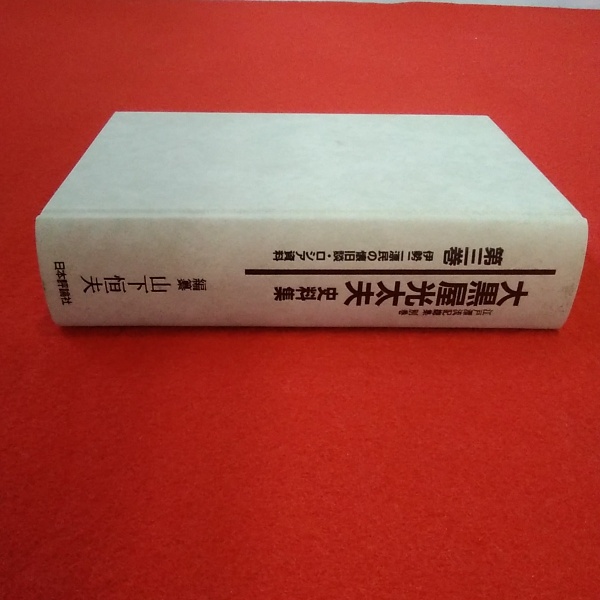 江戸漂流記総集 別巻
大黒屋光太夫 史料集
第三巻 伊勢二漂民の懐旧談・ロシア資料
山下恒夫 編纂
日本評論社